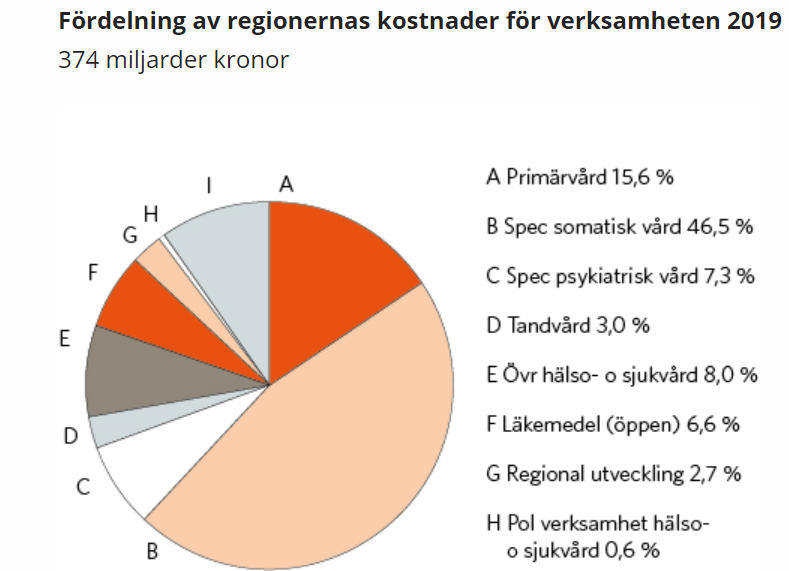 Fördelning av regionernas kostnader för verksamheten 2019
374 miljarder kronor
I
A
H
G
F
E
D
C
B
A Primärvård 15,6 %
B Spec somatisk vård 46,5 %
C Spec psykiatrisk vård 7,3 %
D Tandvård 3,0 %
E Övr hälso- o sjukvård 8,0 %
F Läkemedel (öppen) 6,6 %
G Regional utveckling 2,7 %
H Pol verksamhet hälso-
o sjukvård 0,6 %